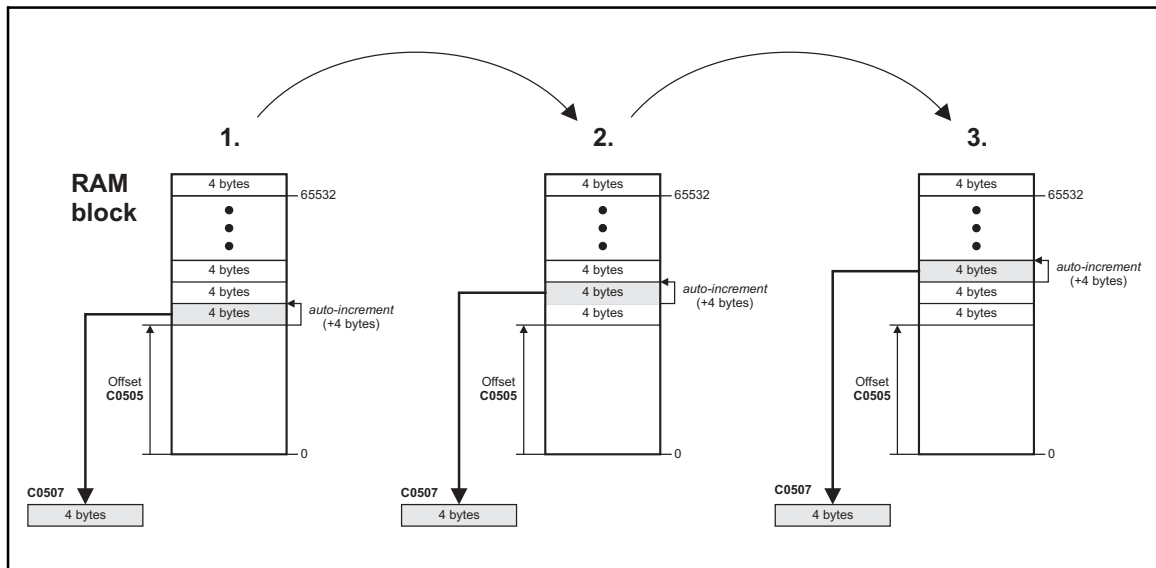 1.
2.
3.
RAM
block
4 bytes
65532
4 bytes
4 bytes
4 bytes
auto-increment
(+4 bytes)
Offset
C0505
0
C0507
4 bytes
4 bytes
65532
4 bytes
4 bytes
4 bytes
auto-increment
(+4 bytes)
Offset
C0505
0
C0507
4 bytes
4 bytes
65532
4 bytes
4 bytes
4 bytes
auto-increment
(+4 bytes)
Offset
C0505
0
C0507
4 bytes